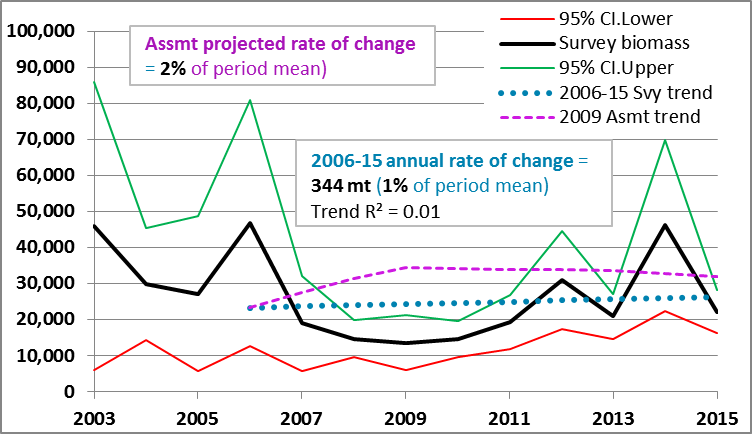 100,000
90,000
80,000
70,000
60,000
50,000
40,000
30,000
20,000
10,000
0
Assmt projected rate of change
= 2% of period mean)
95% CI.Lower
Survey biomass
95% CI.Upper
2006-15 Svy trend
2009 Asmt trend
2006-15 annual rate of change =
344 mt (1% of period mean)
Trend R² = 0.01
2003 2005 2007 2009 2011 2013 2015